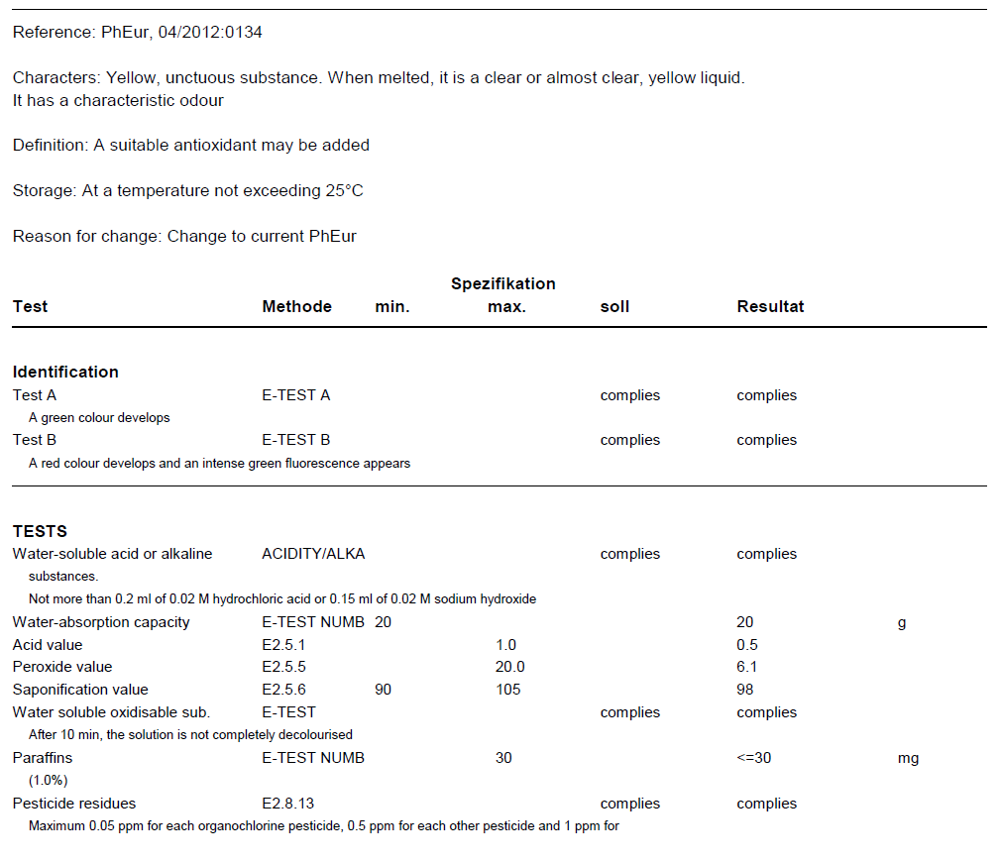 Reference: PhEur, 04/2012:0134
Characters: Yellow, unctuous substance. When melted, it is a clear or almost clear, yellow liquid.
It has a characteristic odour
Definition: A suitable antioxidant may be added
Storage: At a temperature not exceeding 25°C
Reason for change: Change to current PhEur
Spezifikation
Test Methode min. max. soll Resultat
Identification
Test A E-TEST A complies complies
A green colour develops
Test B E-TEST B complies complies
A red colour develops and an intense green fluorescence appears
TESTS
Water-soluble acid or alkaline ACIDITY/ALKA complies complies
substances.
Not more than 0.2 ml of 0.02 M hydrochloric acid or 0.15 ml of 0.02 M sodium hydroxide
Water-absorption capacity E-TEST NUMB 20 20 g
Acid value E2.5.1 1.0 0.5
Peroxide value E2.5.5 20.0 6.1
Saponification value E2.5.6 90 105 98
Water soluble oxidisable sub. E-TEST complies complies
After 10 min, the solution is not completely decolourised
Paraffins E-TEST NUMB 30 <=30 mg
(1.0%)
Pesticide residues E2.8.13 complies complies
Maximum 0.05 ppm for each organochlorine pesticide, 0.5 ppm for each other pesticide and 1 ppm for